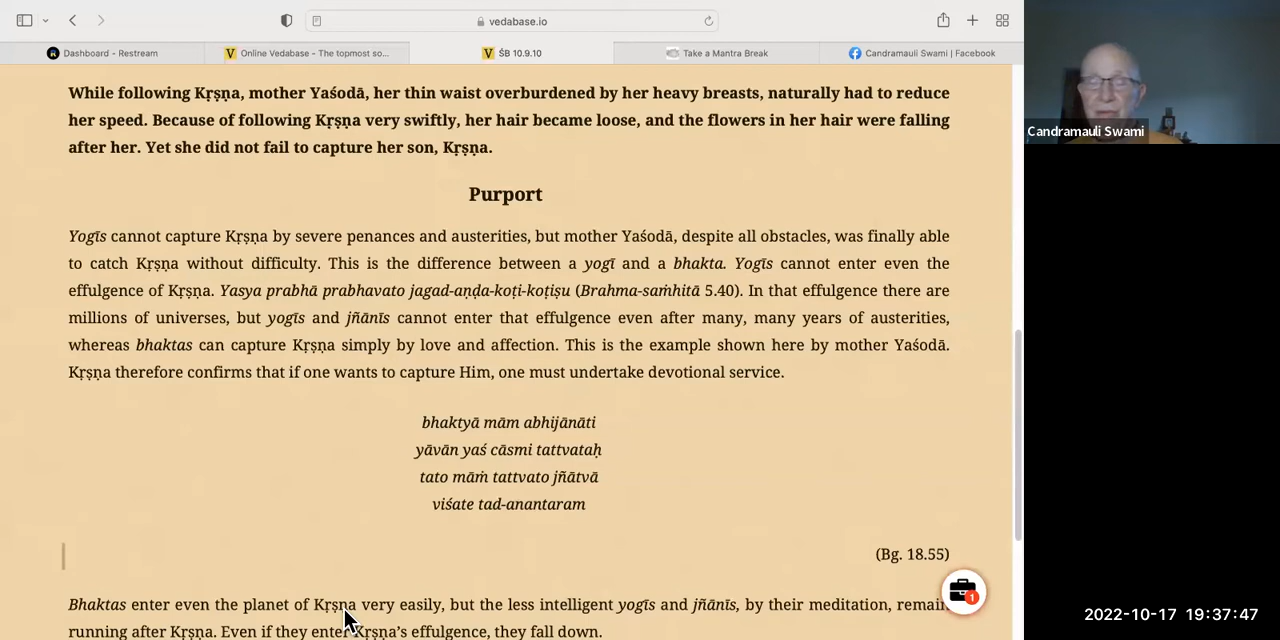 vedabase.io
Dashboard - Restream
Online Vedabase - The topmost so...
ŚB 10.9.10
Take a Mantra Break
Candramauli Swami | Facebook
While following Kṛṣṇa, mother Yaśodā, her thin waist overburdened by her heavy breasts, naturally had to reduce
her speed. Because of following Kṛṣṇa very swiftly, her hair became loose, and the flowers in her hair were falling
after her. Yet she did not fail to capture her son, Kṛṣṇa.
Purport
Yogīs cannot capture Kṛṣṇa by severe penances and austerities, but mother Yaśodā, despite all obstacles, was finally able
to catch Kṛṣṇa without difficulty. This is the difference between a yogī and a bhakta. Yogīs cannot enter even the
effulgence of Kṛṣṇa. Yasya prabhā prabhavato jagad-aṇḍa-koṭi-koṭiṣu (Brahma-saṁhitā 5.40). In that effulgence there are
millions of universes, but yogīs and jñānīs cannot enter that effulgence even after many, many years of austerities,
whereas bhaktas can capture Kṛṣṇa simply by love and affection. This is the example shown here by mother Yaśodā.
Kṛṣṇa therefore confirms that if one wants to capture Him, one must undertake devotional service.
bhaktyā mām abhijānāti
yāvān yaś cāsmi tattvataḥ
tato māṁ tattvato jñātvā
viśate tad-anantaram
(Bg. 18.55)
Bhaktas enter even the planet of Kṛṣṇa very easily, but the less intelligent yogīs and jñānīs, by their meditation, remain
running after Kṛṣṇa. Even if they enter Kṛṣṇa's effulgence, they fall down.
1
Candramauli Swami
2022-10-17 19:37:47